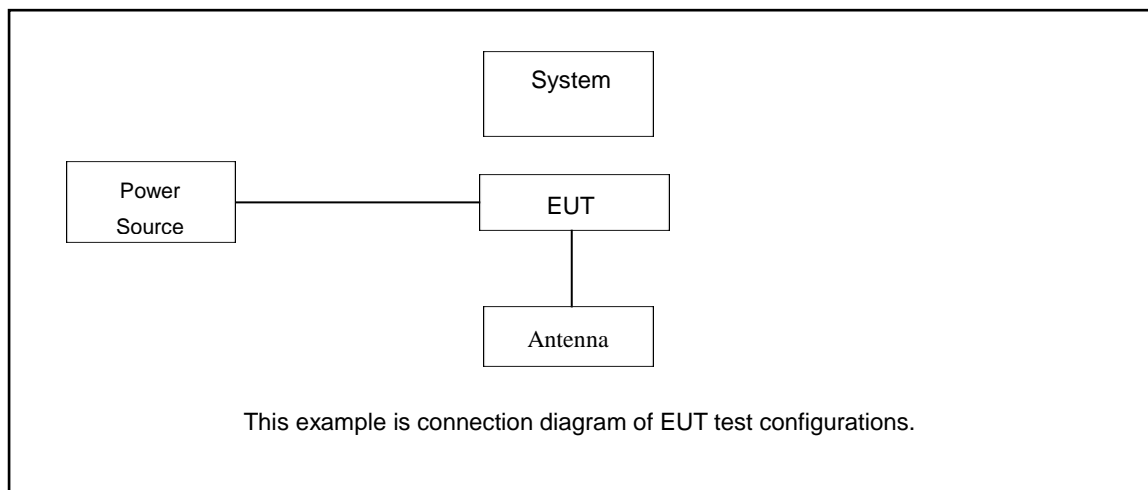 System
Power
Source
EUT
Antenna
This example is connection diagram of EUT test configurations.